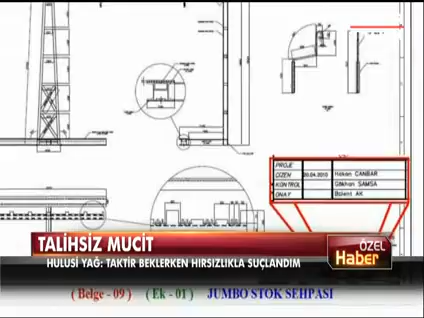 PROJE
ÇİZEN 30.04.2010 Hakan CANBAR
KONTROL Gökhan SAMSA
ONAY Bülent AK
TALİHSİZ MUCİT
HULUSİ YAĞ: TAKTİR BEKLERKEN HIRSIZLIKLA SUÇLANDIM
ÖZEL
Haber
( Belge - 09 ) ( Ek - 01 ) JUMBO STOK SEHPASI